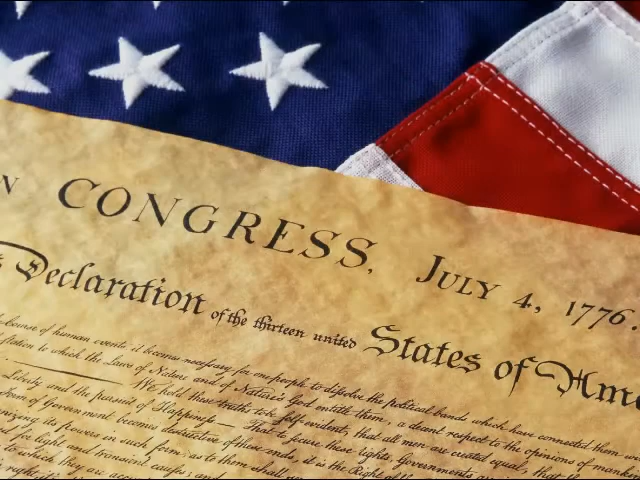 N CONGRESS, JULY 4, 1776.
Declaration of the thirteen united States of Ame
course of human events it becomes necessary for one people to dissolve the political bands which have connected them
station to which the Laws of Nature and of Nature's God entitle them, a decent respect to the opinions of mankin
We hold these truths to be self-evident, that all men are created equal, that
Liberty and the pursuit of Happiness — That to secure these rights, Governments are
Form of Government becomes destructive of these ends, it is the Right of
its powers in such form, as to them shall
for light and transient causes; and
to which they are